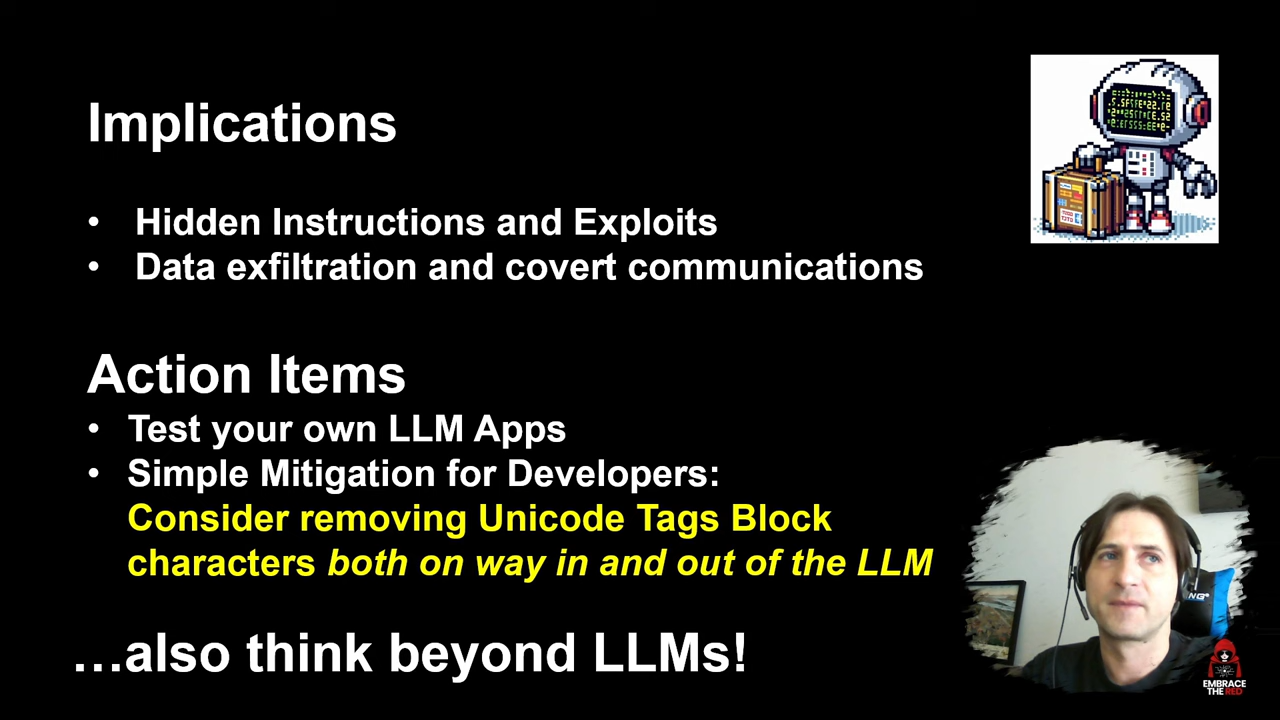 Implications
• Hidden Instructions and Exploits
• Data exfiltration and covert communications
Action Items
• Test your own LLM Apps
• Simple Mitigation for Developers:
Consider removing Unicode Tags Block
characters both on way in and out of the LLM
…also think beyond LLMs!
EMBRACE
THE RED